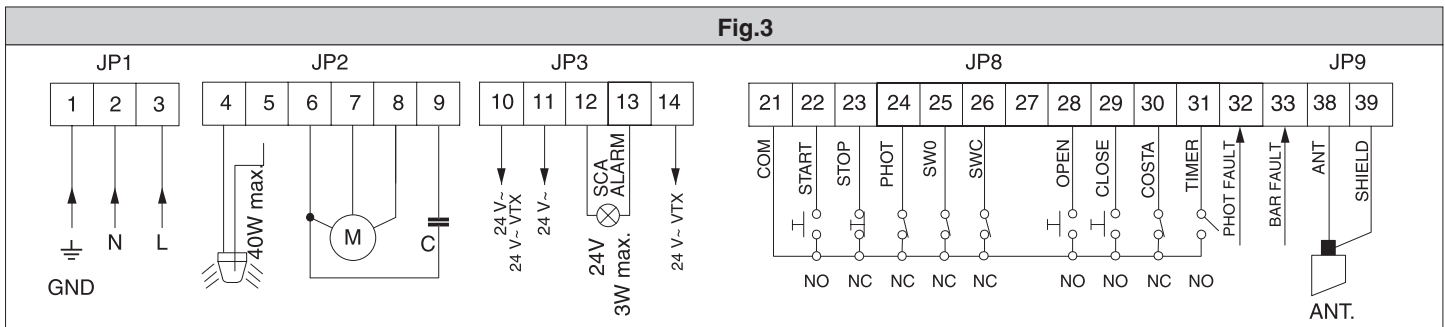 Fig.3
JP1 JP2 JP3 JP8 JP9
1 2 3 4 5 6 7 8 9 10 11 12 13 14 21 22 23 24 25 26 27 28 29 30 31 32 33 38 39
GND
N
L
40W max.
M
C
24 V~
24 V~ VTX
24 V~
SCA
ALARM
24V
3W max.
24 V~ VTX
COM
START
STOP
PHOT
SW0
SWC
OPEN
CLOSE
COSTA
TIMER
PHOT FAULT
BAR FAULT
ANT
SHIELD
NO NC NC NC NC NO NO NC NO
ANT.